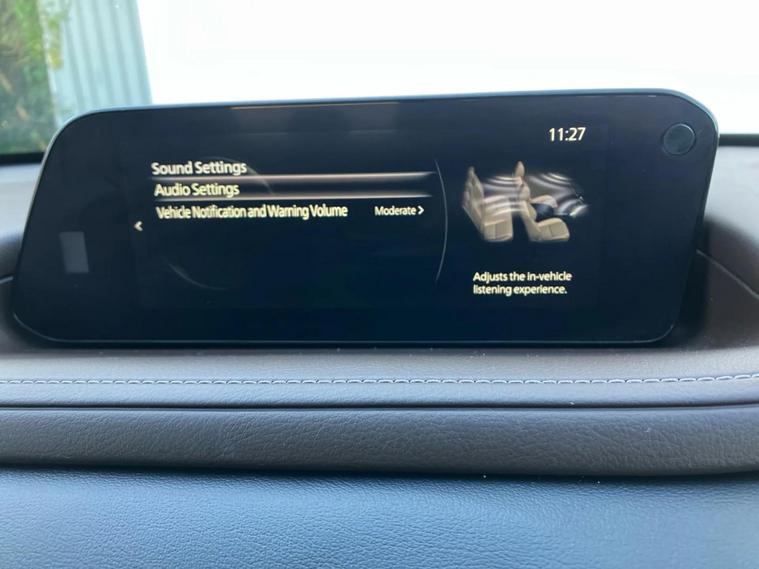 11:27
Sound Settings
Audio Settings
Vehicle Notification and Warning Volume Moderate >
<
Adjusts the in-vehicle
listening experience.